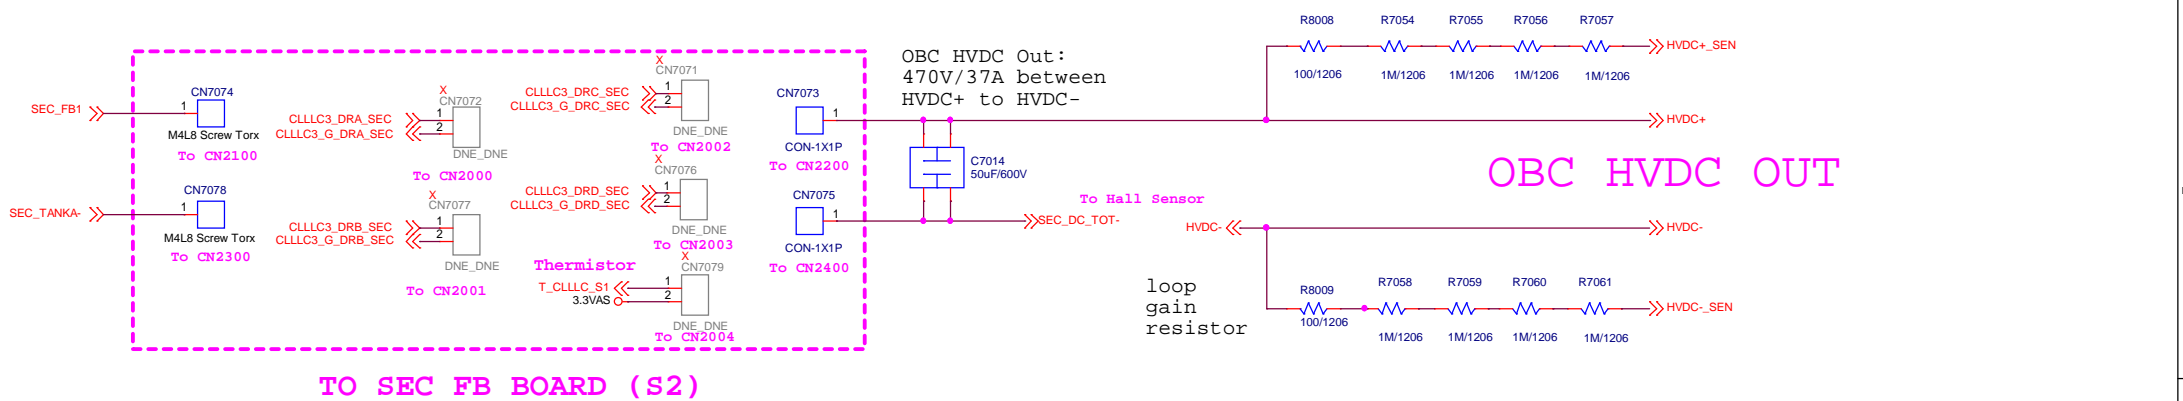 R8008
R7054
R7055
R7056
R7057
HVDC+_SEN
100/1206
1M/1206
1M/1206
1M/1206
1M/1206
OBC HVDC Out:
470V/37A between
HVDC+ to HVDC-
X
CN7071
CLLLC3_DRC_SEC
1
CLLLC3_G_DRC_SEC
2
DNE_DNE
To CN2002
CN7074
SEC_FB1
1
M4L8 Screw Torx
To CN2100
X
CN7072
CLLLC3_DRA_SEC
1
CLLLC3_G_DRA_SEC
2
DNE_DNE
To CN2000
CN7073
1
CON-1X1P
To CN2200
HVDC+
C7014
50uF/600V
OBC HVDC OUT
X
CN7076
CLLLC3_DRD_SEC
1
CLLLC3_G_DRD_SEC
2
DNE_DNE
To CN2003
CN7078
SEC_TANKA-
1
M4L8 Screw Torx
To CN2300
X
CN7077
CLLLC3_DRB_SEC
1
CLLLC3_G_DRB_SEC
2
DNE_DNE
To CN2001
CN7075
1
CON-1X1P
To CN2400
To Hall Sensor
SEC_DC_TOT-
HVDC-
HVDC-
Thermistor
X
CN7079
T_CLLLC_S1
1
3.3VAS
2
DNE_DNE
To CN2004
loop
gain
resistor
R8009
R7058
R7059
R7060
R7061
HVDC-_SEN
100/1206
1M/1206
1M/1206
1M/1206
1M/1206
TO SEC FB BOARD (S2)